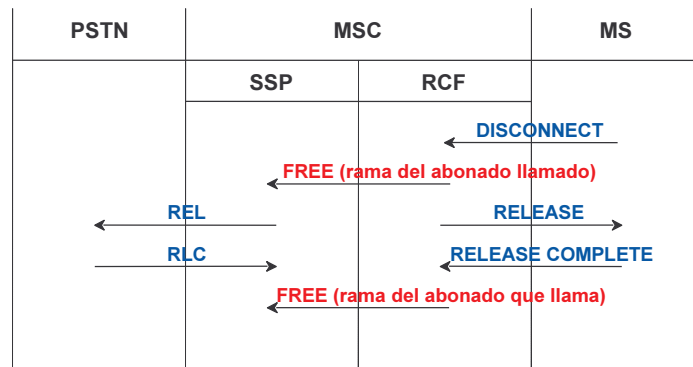 PSTN MSC MS
SSP RCF
DISCONNECT
FREE (rama del abonado llamado)
REL RELEASE
RLC RELEASE COMPLETE
FREE (rama del abonado que llama)